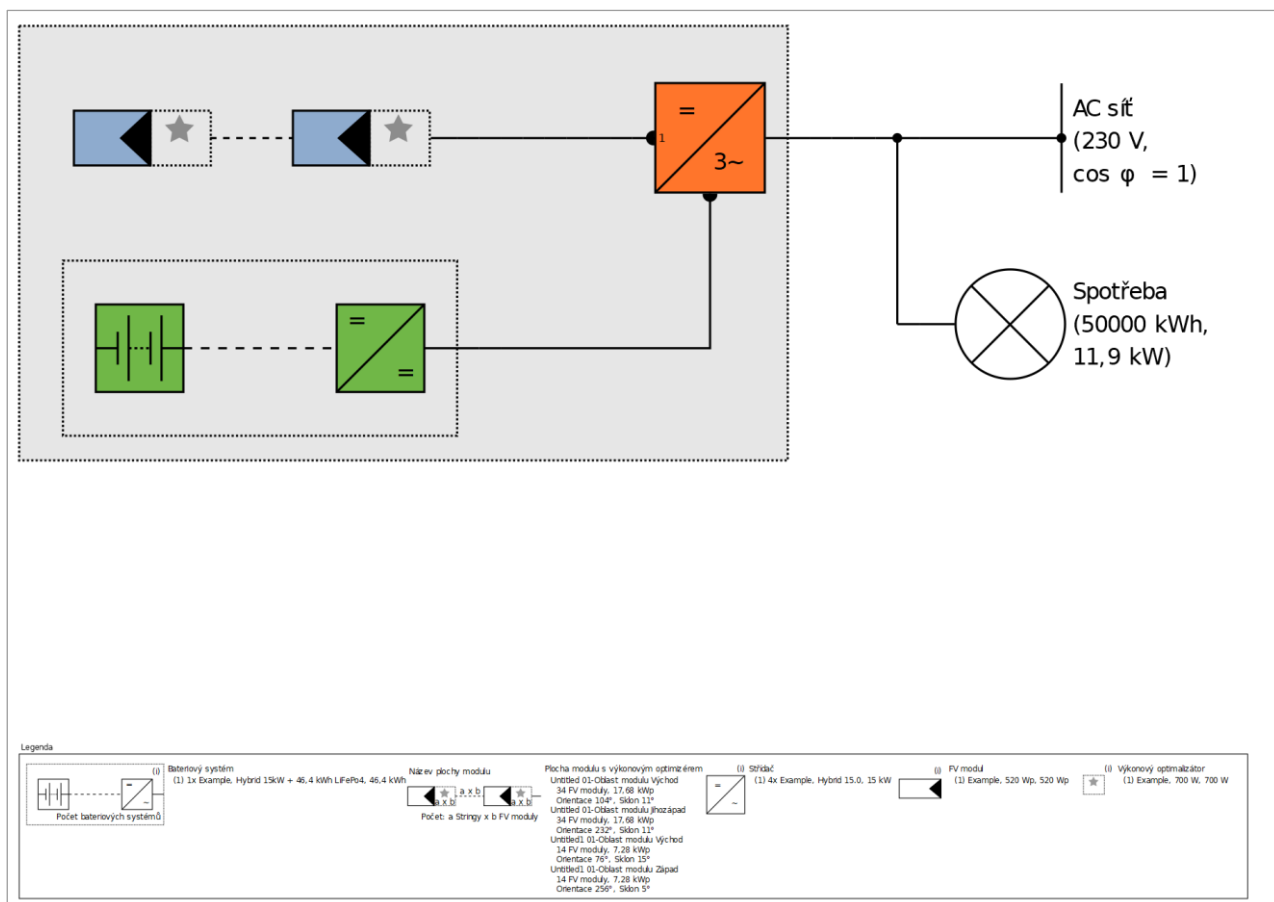 =
3~
1
AC síť
(230 V,
cos φ = 1)
=
=
Spotřeba
(50000 kWh,
11,9 kW)
Legenda
(i)
=
~
Počet bateriových systémů
Bateriový systém
(1) 1x Example, Hybrid 15kW + 46,4 kWh LiFePo4, 46,4 kWh
Název plochy modulu
a x b
a x b
a x b
Počet: a Stringy x b FV moduly
Plocha modulu s výkonovým optimizérem
Untitled 01-Oblast modulu Východ
34 FV moduly, 17,68 kWp
Orientace 104°, Sklon 11°
Untitled 01-Oblast modulu Jihozápad
34 FV moduly, 17,68 kWp
Orientace 232°, Sklon 11°
Untitled1 01-Oblast modulu Východ
14 FV moduly, 7,28 kWp
Orientace 76°, Sklon 15°
Untitled1 01-Oblast modulu Západ
14 FV moduly, 7,28 kWp
Orientace 256°, Sklon 5°
=
~
(i) Střídač
(1) 4x Example, Hybrid 15.0, 15 kW
(i) FV modul
(1) Example, 520 Wp, 520 Wp
(i) Výkonový optimalizátor
(1) Example, 700 W, 700 W